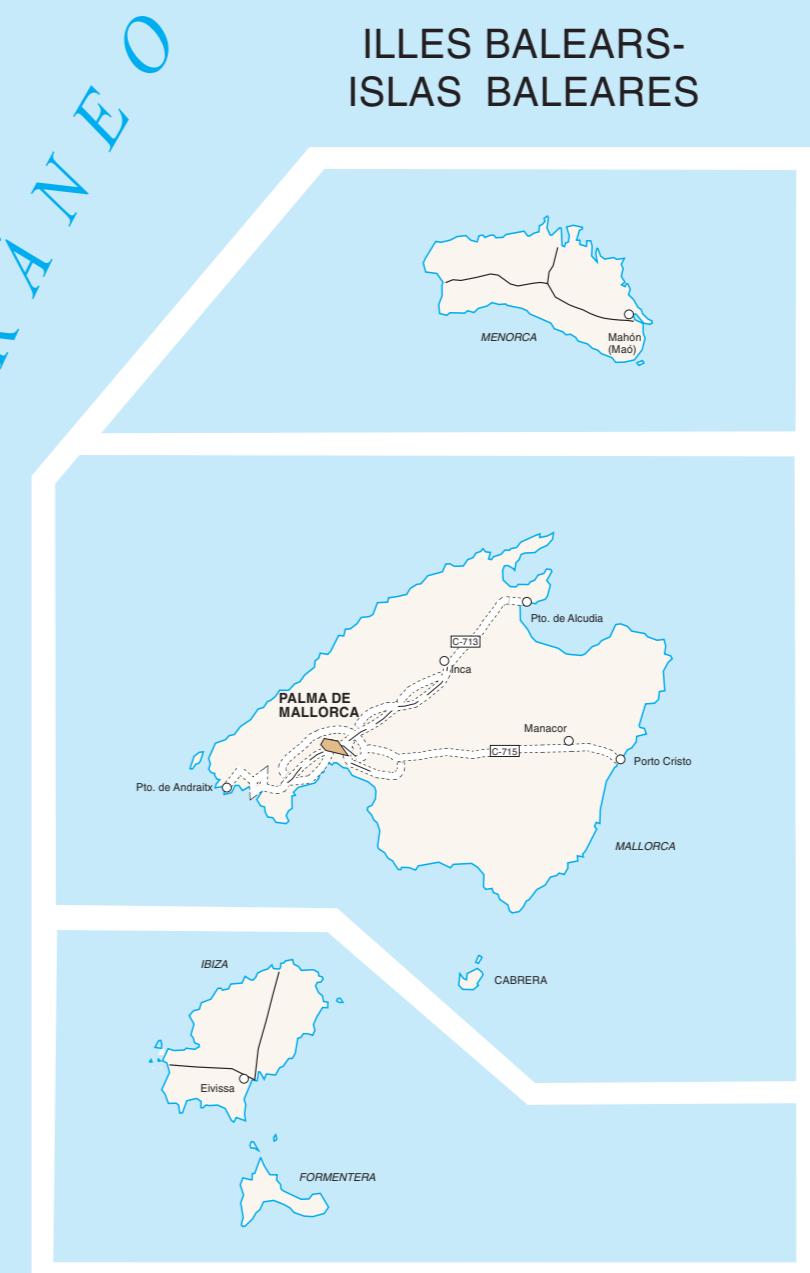 RANEO
ILLES BALEARS-
ISLAS BALEARES
MENORCA
Mahón
(Maó)
Pto. de Alcudia
C-713
Inca
PALMA DE
MALLORCA
Manacor
C-715
Porto Cristo
Pto. de Andraitx
MALLORCA
IBIZA
CABRERA
Eivissa
FORMENTERA